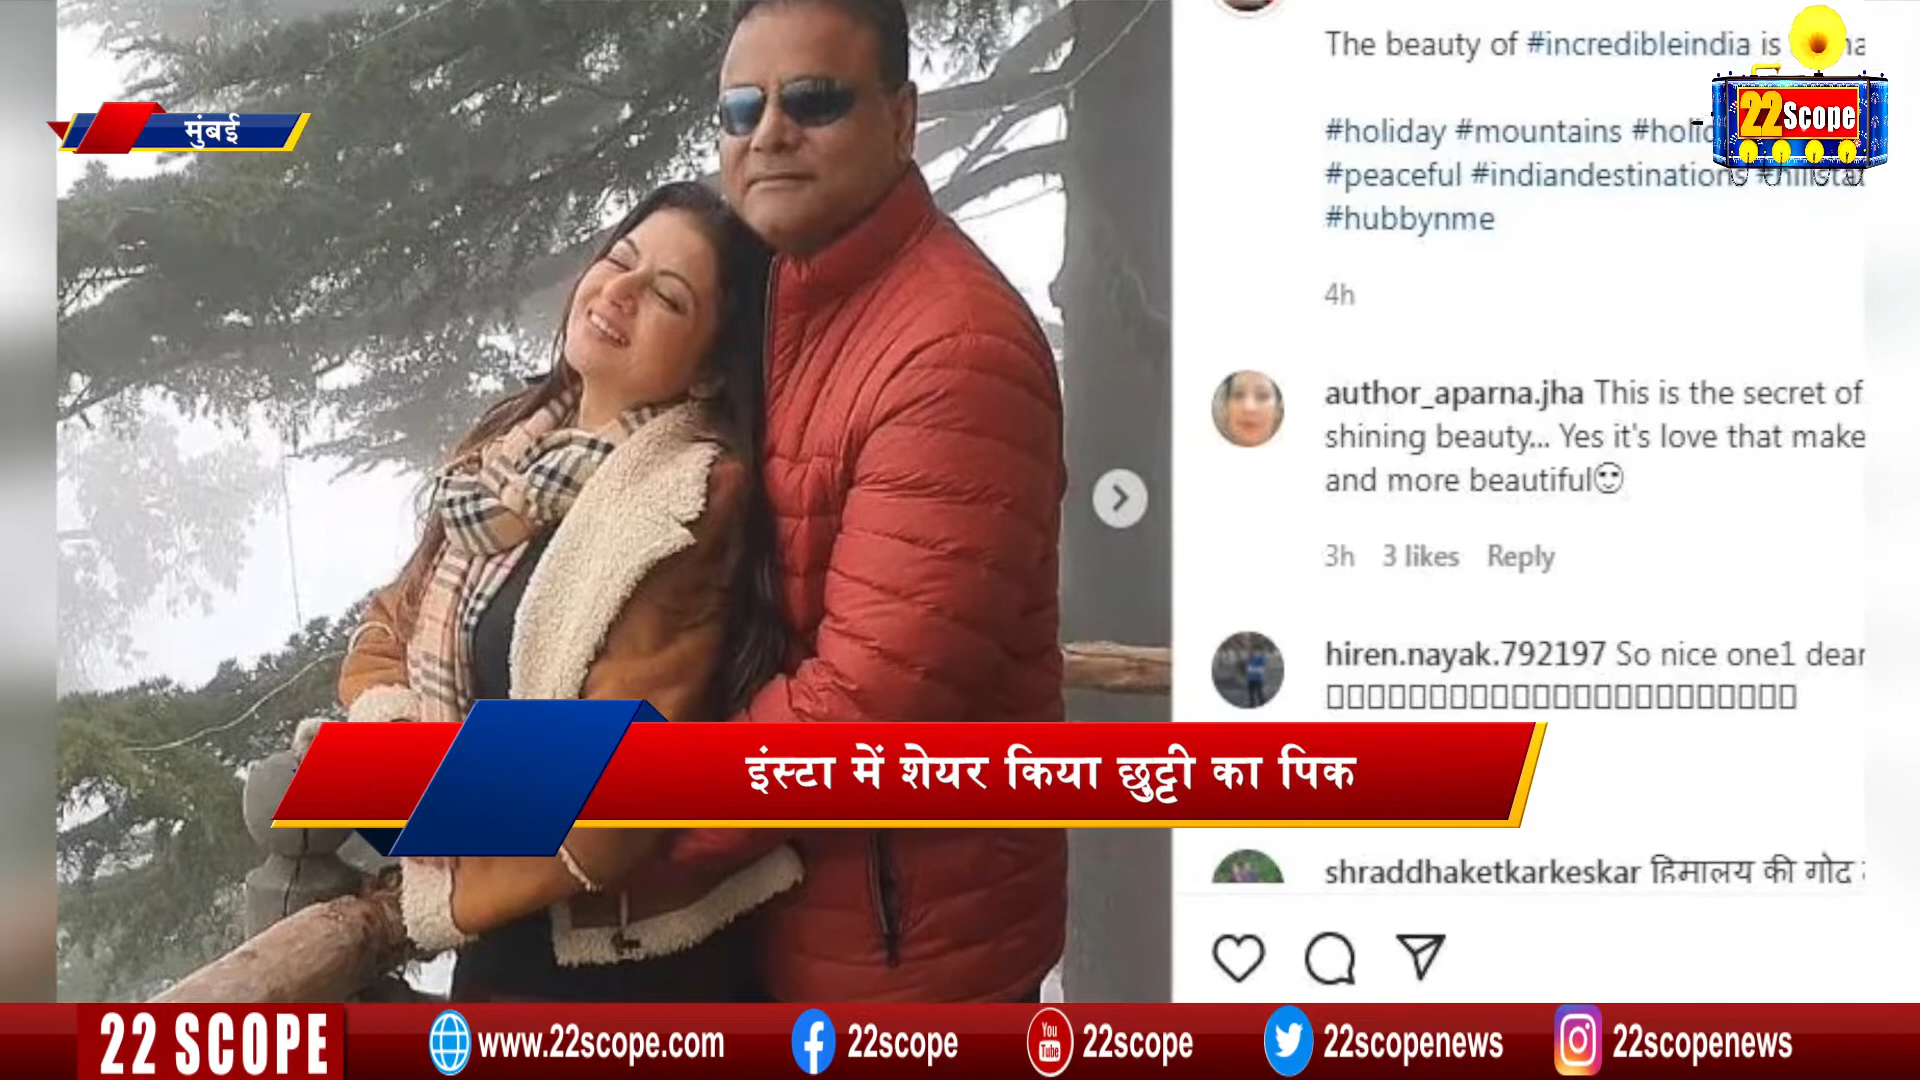 The beauty of #incredibleindia is
22Scope
मुंबई
#holiday #mountains
#peaceful #indiandestinations
#hubbynme
4h
author_aparna.jha This is the secret of
shining beauty... Yes it's love that make
and more beautiful
3h 3 likes Reply
hiren.nayak.792197 So nice one1 dear
इंस्टा में शेयर किया छुट्टी का पिक
shraddhaketkarkeskar हिमालय की गोद
22 SCOPE
www.22scope.com
22scope
You Tube
22scope
22scopenews
22scopenews